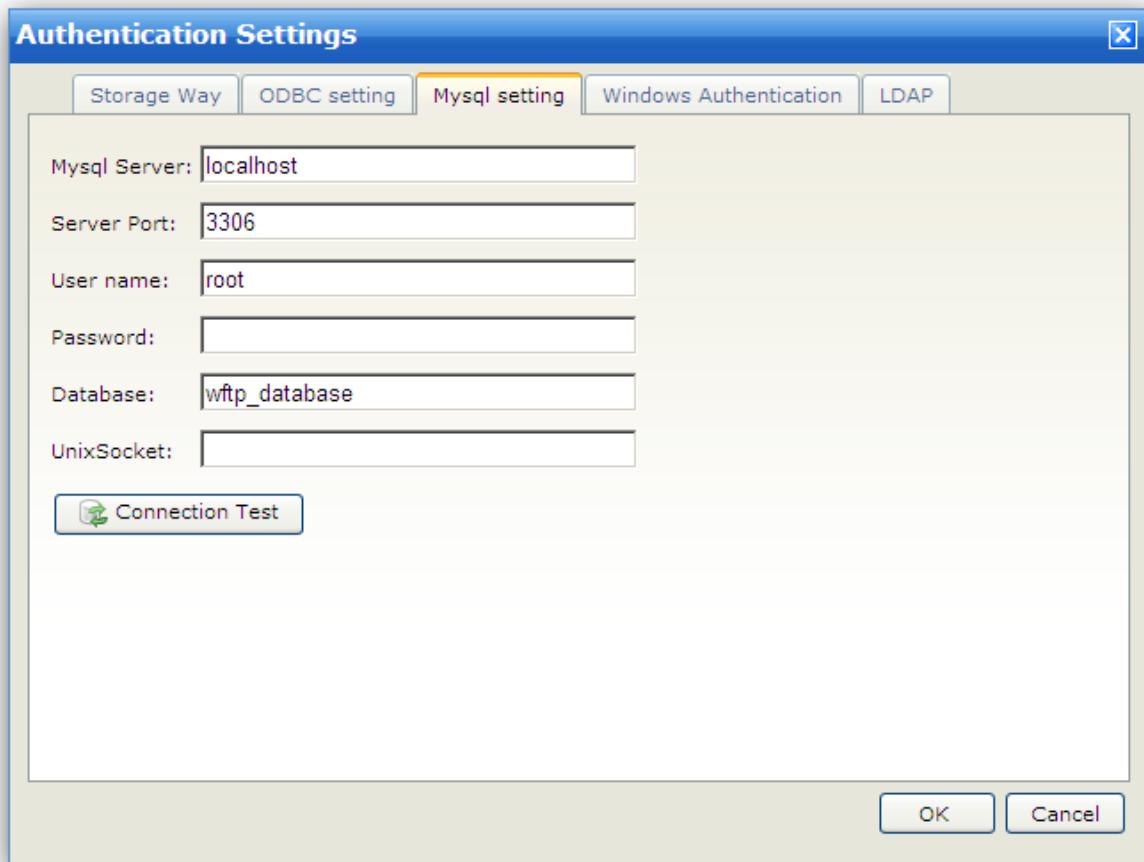 Authentication Settings
Storage Way ODBC setting Mysql setting Windows Authentication LDAP
Mysql Server: localhost
Server Port: 3306
User name: root
Password:
Database: wftp_database
UnixSocket:
Connection Test
OK Cancel